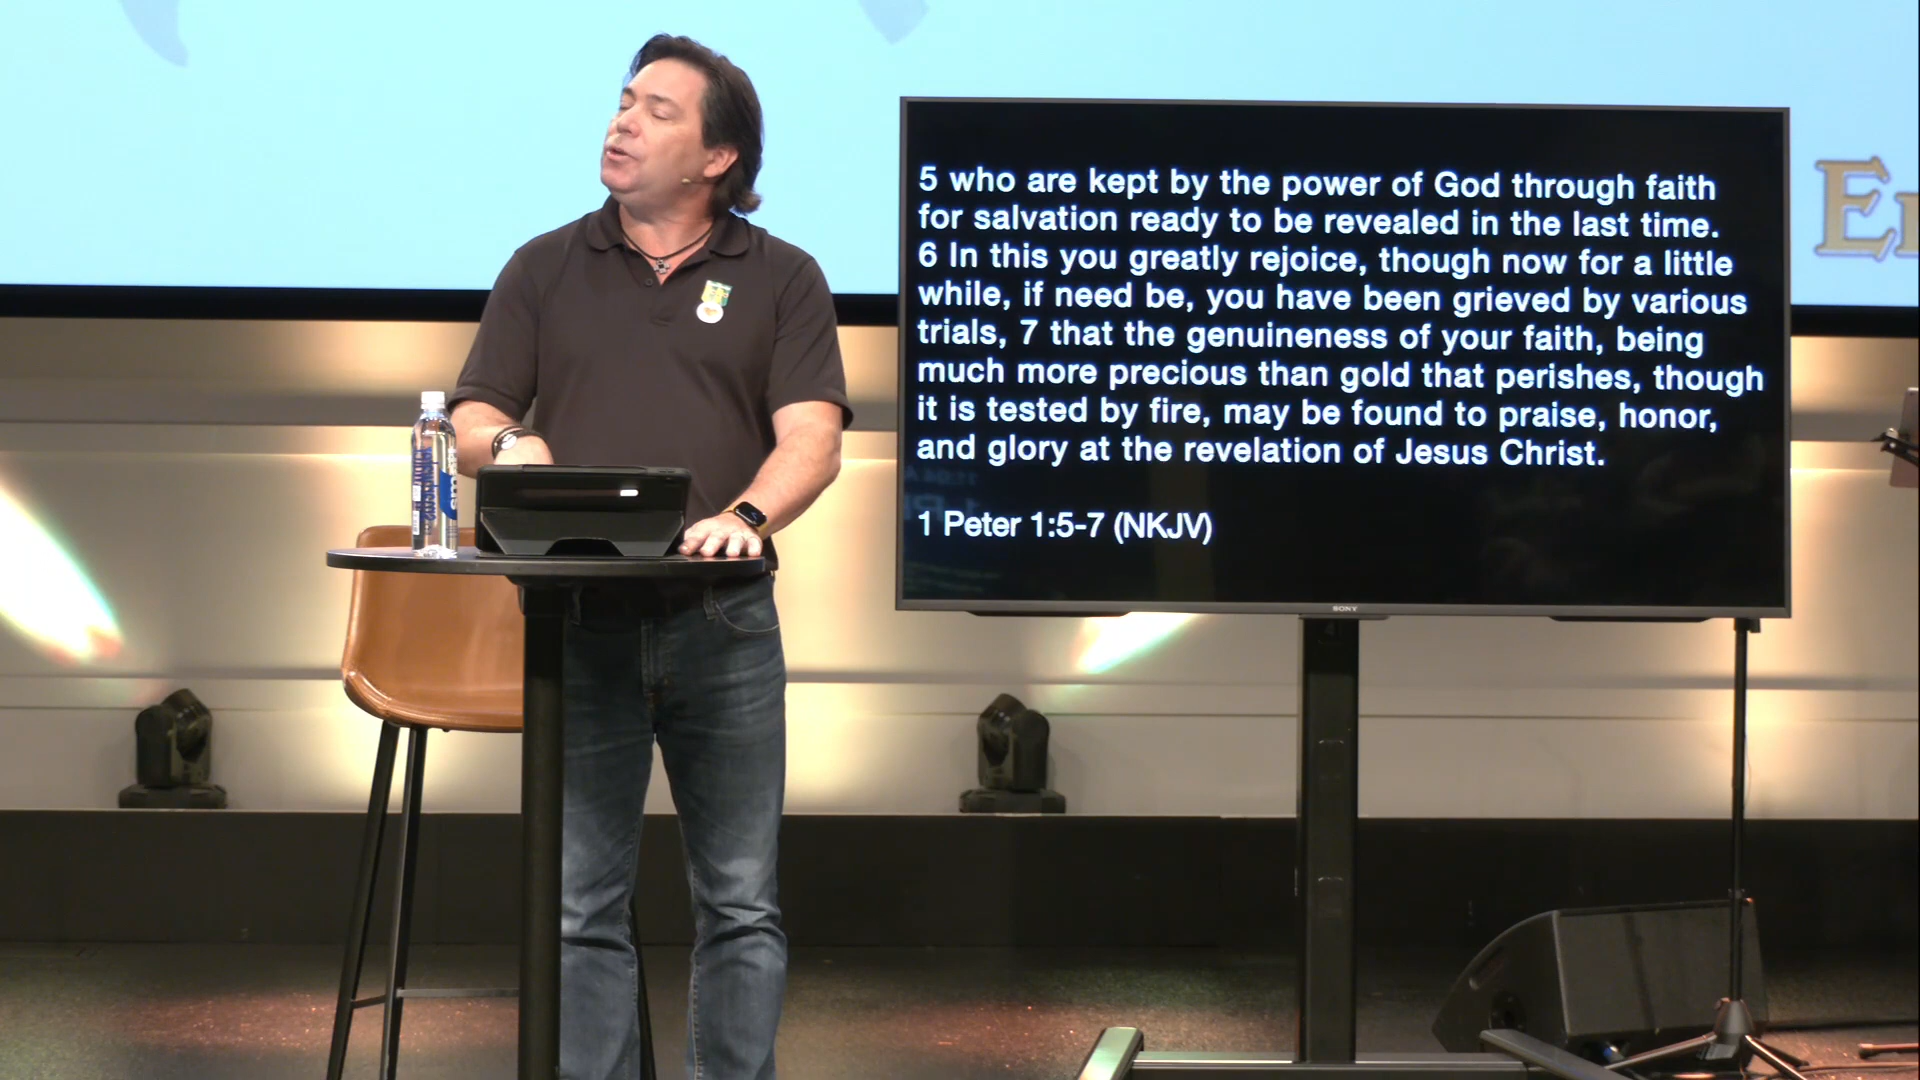 5 who are kept by the power of God through faith
for salvation ready to be revealed in the last time.
6 In this you greatly rejoice, though now for a little
while, if need be, you have been grieved by various
trials, 7 that the genuineness of your faith, being
much more precious than gold that perishes, though
it is tested by fire, may be found to praise, honor,
and glory at the revelation of Jesus Christ.
1 Peter 1:5-7 (NKJV)
SONY